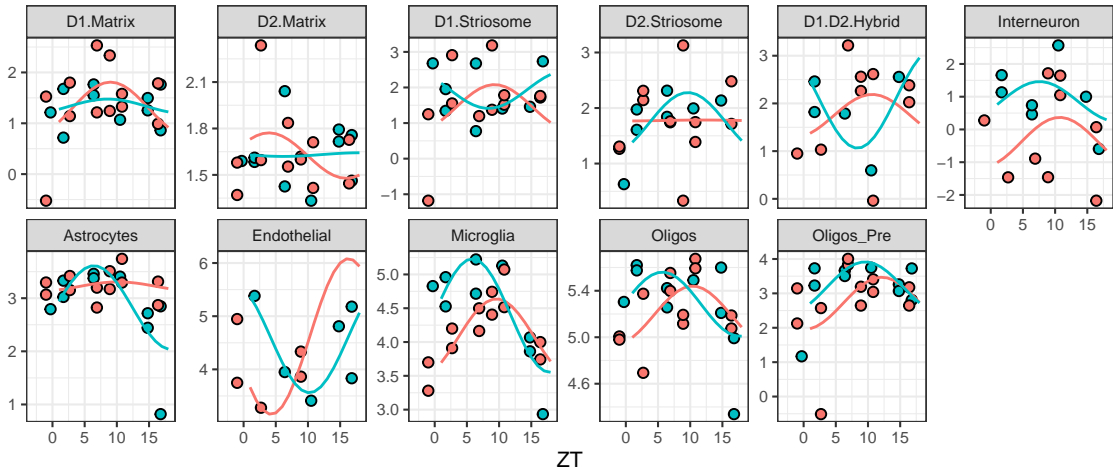 D1.Matrix D2.Matrix D1.Striosome D2.Striosome D1.D2.Hybrid Interneuron
2 1 0
2.1 1.8 1.5
3 2 1 0 −1
3 2 1
3 2 1 0
2 1 0 −1 −2
0 5 10 15
Astrocytes Endothelial Microglia Oligos Oligos_Pre
3 2 1
6 5 4
5.0 4.5 4.0 3.5 3.0
5.4 5.0 4.6
4 3 2 1 0
0 5 10 15 0 5 10 15 0 5 10 15 0 5 10 15 0 5 10 15
ZT